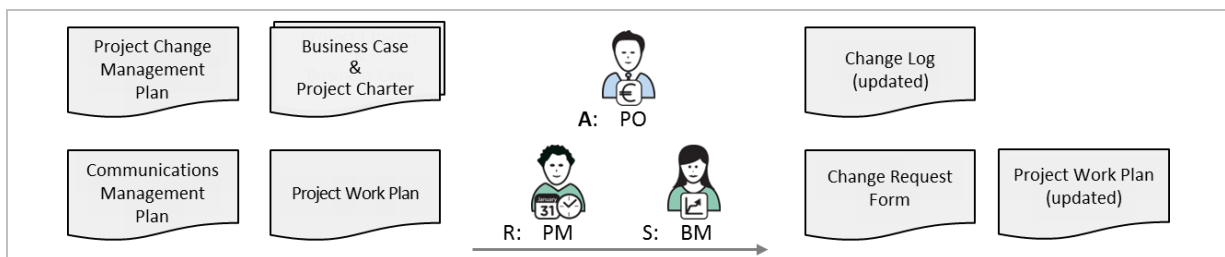 Project Change
Management
Plan
Business Case
&
Project Charter
€
A: PO
Change Log
(updated)
Communications
Management
Plan
Project Work Plan
January
31
R: PM
S: BM
Change Request
Form
Project Work Plan
(updated)